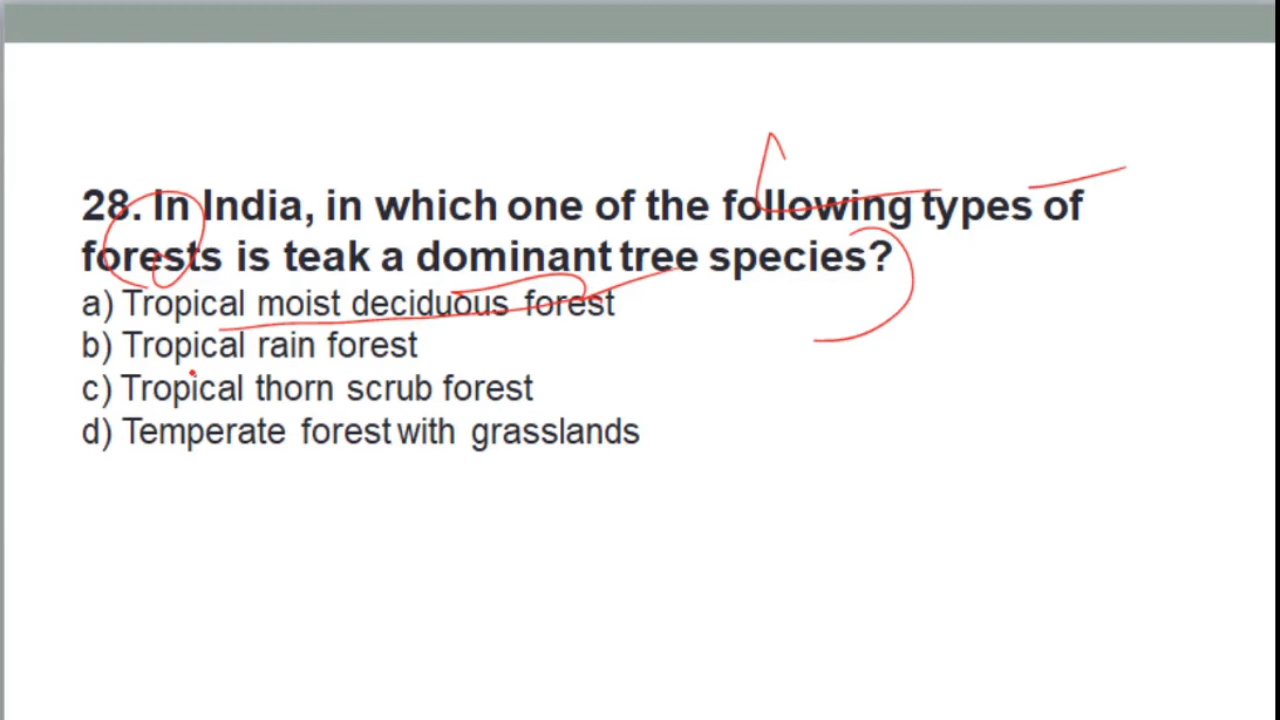 28. In India, in which one of the following types of
forests is teak a dominant tree species?
a) Tropical moist deciduous forest
b) Tropical rain forest
c) Tropical thorn scrub forest
d) Temperate forest with grasslands